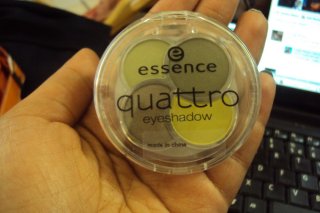 e
essence
quattro
eyeshadow
made in china